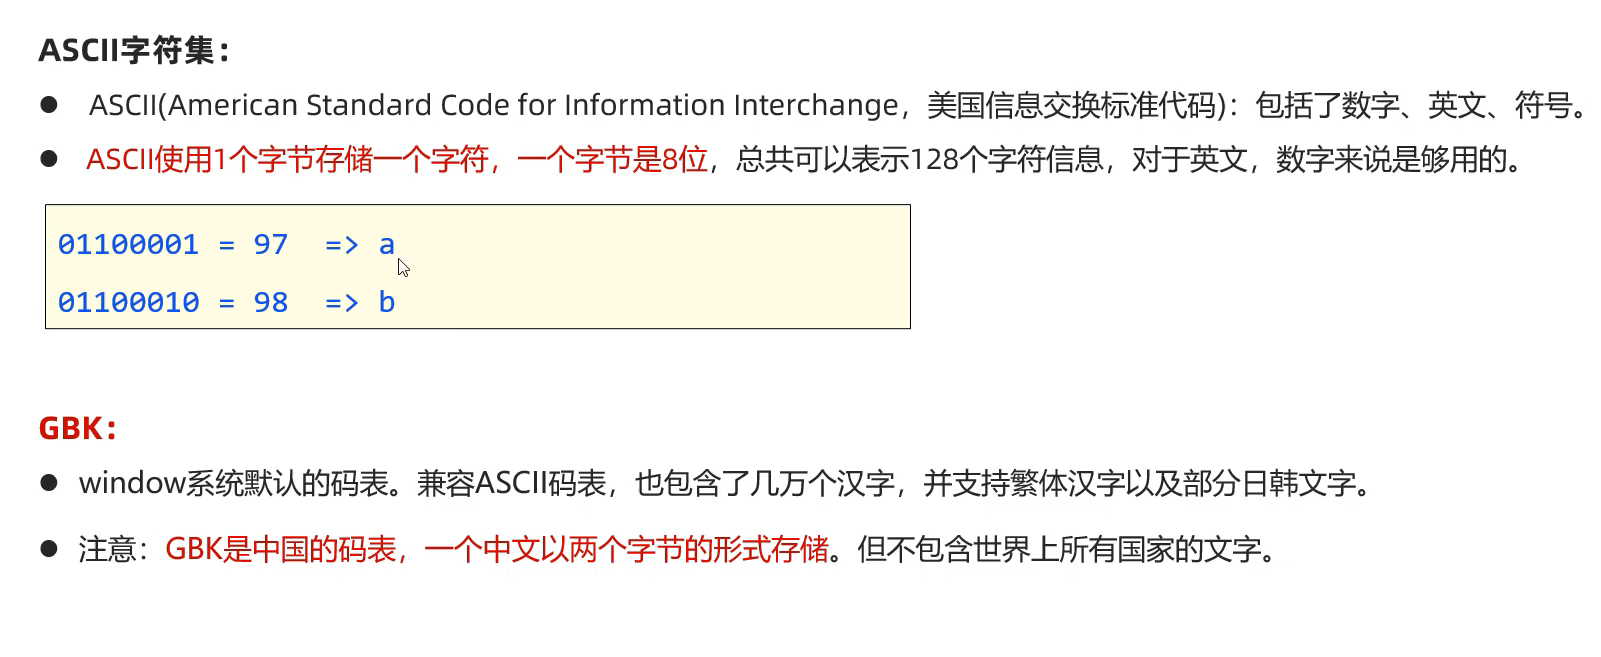 ASCII字符集：
● ASCII(American Standard Code for Information Interchange，美国信息交换标准代码)：包括了数字、英文、符号。
● ASCII使用1个字节存储一个字符，一个字节是8位，总共可以表示128个字符信息，对于英文，数字来说是够用的。
01100001 = 97  => a
01100010 = 98  => b
GBK：
● window系统默认的码表。兼容ASCII码表，也包含了几万个汉字，并支持繁体汉字以及部分日韩文字。
● 注意：GBK是中国的码表，一个中文以两个字节的形式存储。但不包含世界上所有国家的文字。